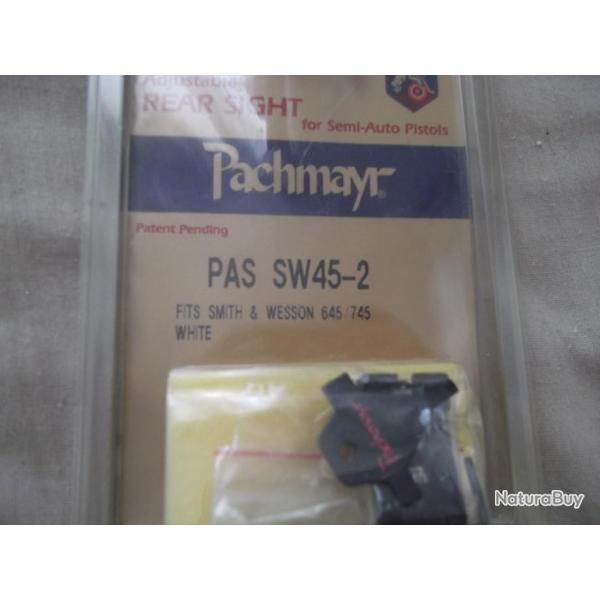 Adjustable
REAR SIGHT
for Semi-Auto Pistols
Pachmayr®
Patent Pending
PAS SW45-2
FITS SMITH & WESSON 645/745
WHITE
Pachmayr
NaturaBuy